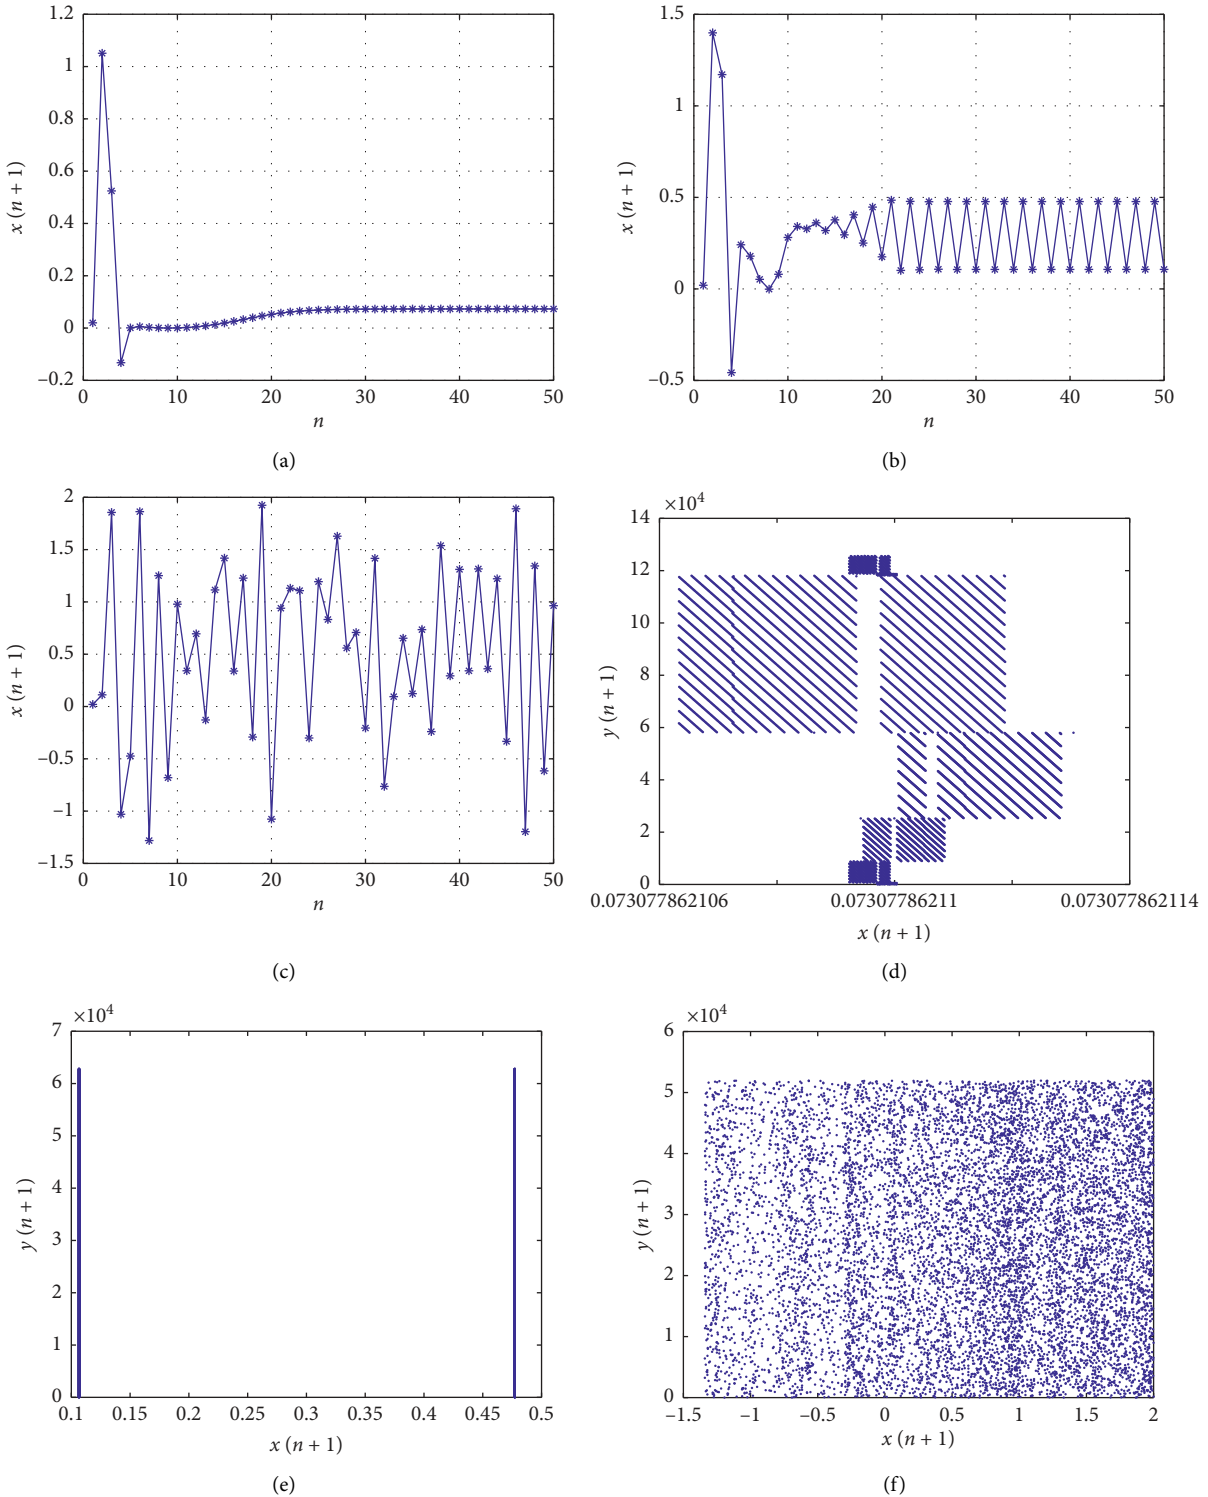 1.2
1
0.8
0.6
0.4
0.2
0
−0.2
x (n + 1)
0 10 20 30 40 50
n
(a)
1.5
1
0.5
0
−0.5
x (n + 1)
0 10 20 30 40 50
n
(b)
2
1.5
1
0.5
0
−0.5
−1
−1.5
x (n + 1)
0 10 20 30 40 50
n
(c)
×10⁴
14
12
10
8
6
4
2
0
y (n + 1)
0.073077862106 0.07307786211 0.073077862114
x (n + 1)
(d)
×10⁴
7
6
5
4
3
2
1
0
y (n + 1)
0.1 0.15 0.2 0.25 0.3 0.35 0.4 0.45 0.5
x (n + 1)
(e)
×10⁴
6
5
4
3
2
1
0
y (n + 1)
−1.5 −1 −0.5 0 0.5 1 1.5 2
x (n + 1)
(f)